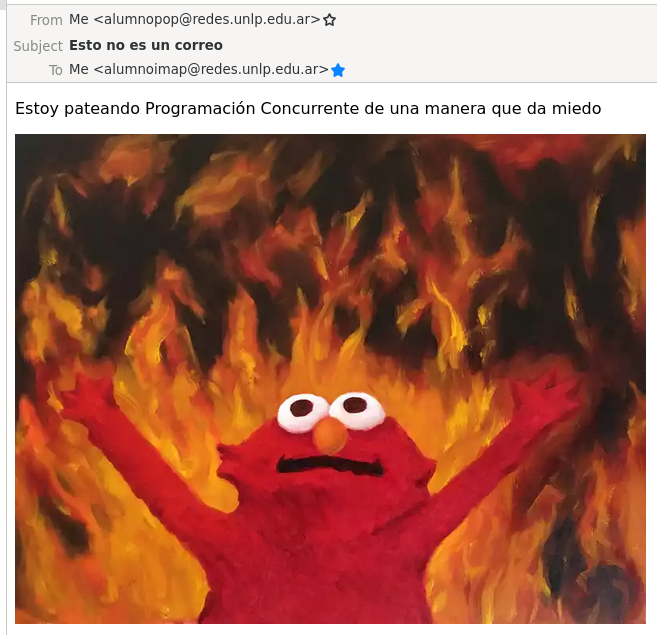 From Me <alumnopop@redes.unlp.edu.ar>
Subject Esto no es un correo
To Me <alumnoimap@redes.unlp.edu.ar>
Estoy pateando Programación Concurrente de una manera que da miedo